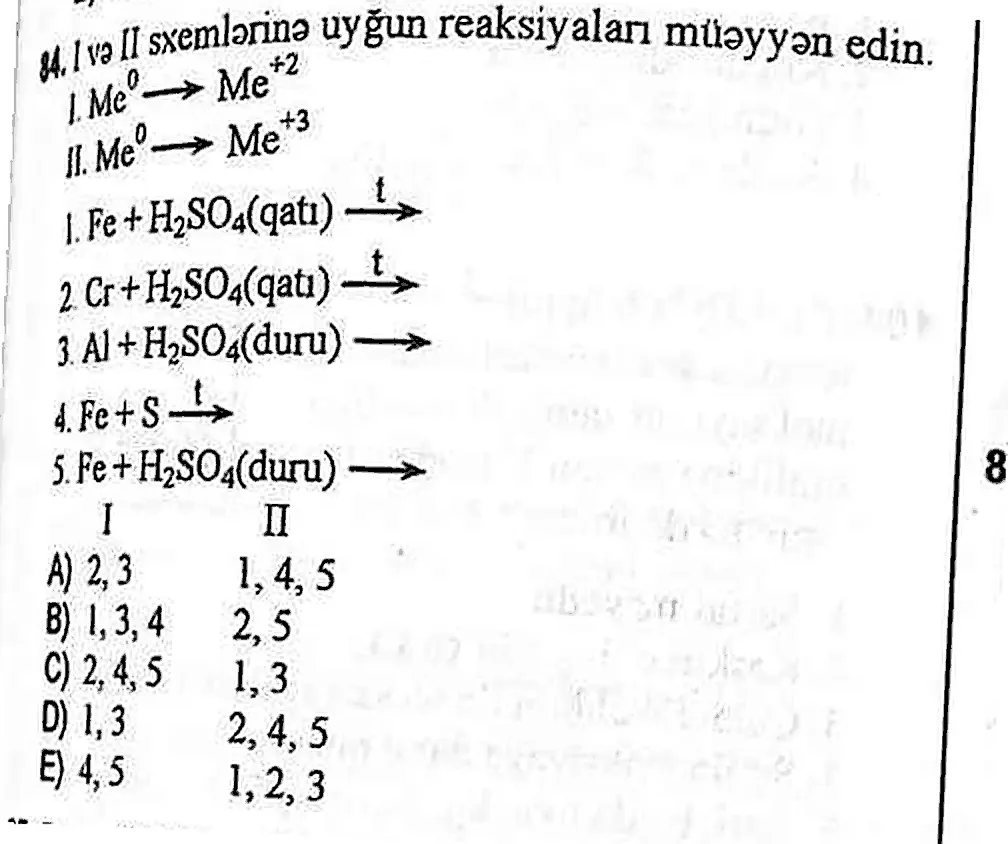 84. I və II sxemlərinə uyğun reaksiyaları müəyyən edin.
I. Me⁰ → Me⁺²
II. Me⁰ → Me⁺³
1. Fe + H₂SO₄(qatı) —t→
2. Cr + H₂SO₄(qatı) —t→
3. Al + H₂SO₄(duru) →
4. Fe + S —t→
5. Fe + H₂SO₄(duru) →
I II
A) 2, 3 1, 4, 5
B) 1, 3, 4 2, 5
C) 2, 4, 5 1, 3
D) 1, 3 2, 4, 5
E) 4, 5 1, 2, 3
8